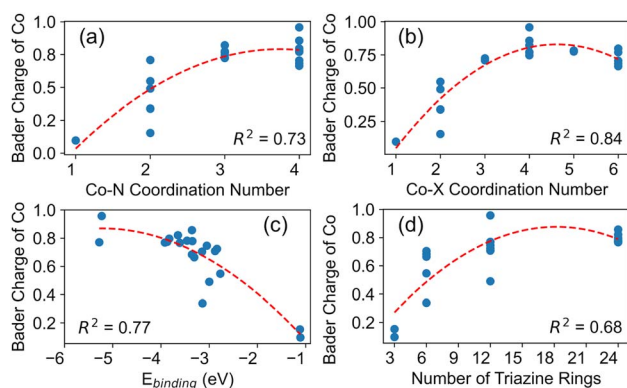 (a)
Bader Charge of Co
1.0
0.8
0.5
0.2
0.0
R² = 0.73
1 2 3 4
Co-N Coordination Number
(b)
Bader Charge of Co
1.00
0.75
0.50
0.25
R² = 0.84
1 2 3 4 5 6
Co-X Coordination Number
(c)
Bader Charge of Co
1.0
0.8
0.6
0.4
0.2
R² = 0.77
−6 −5 −4 −3 −2 −1
E_binding (eV)
(d)
Bader Charge of Co
1.0
0.8
0.6
0.4
0.2
R² = 0.68
3 6 9 12 15 18 21 24
Number of Triazine Rings